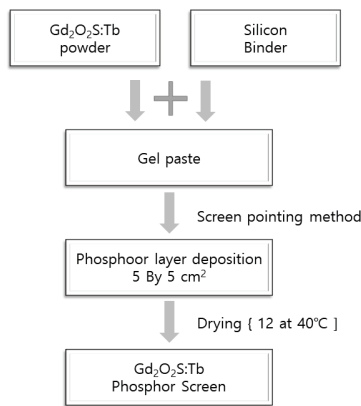 Gd₂O₂S:Tb
powder
Silicon
Binder
Gel paste
Screen pointing method
Phosphoor layer deposition
5 By 5 cm²
Drying { 12 at 40℃ ]
Gd₂O₂S:Tb
Phosphor Screen